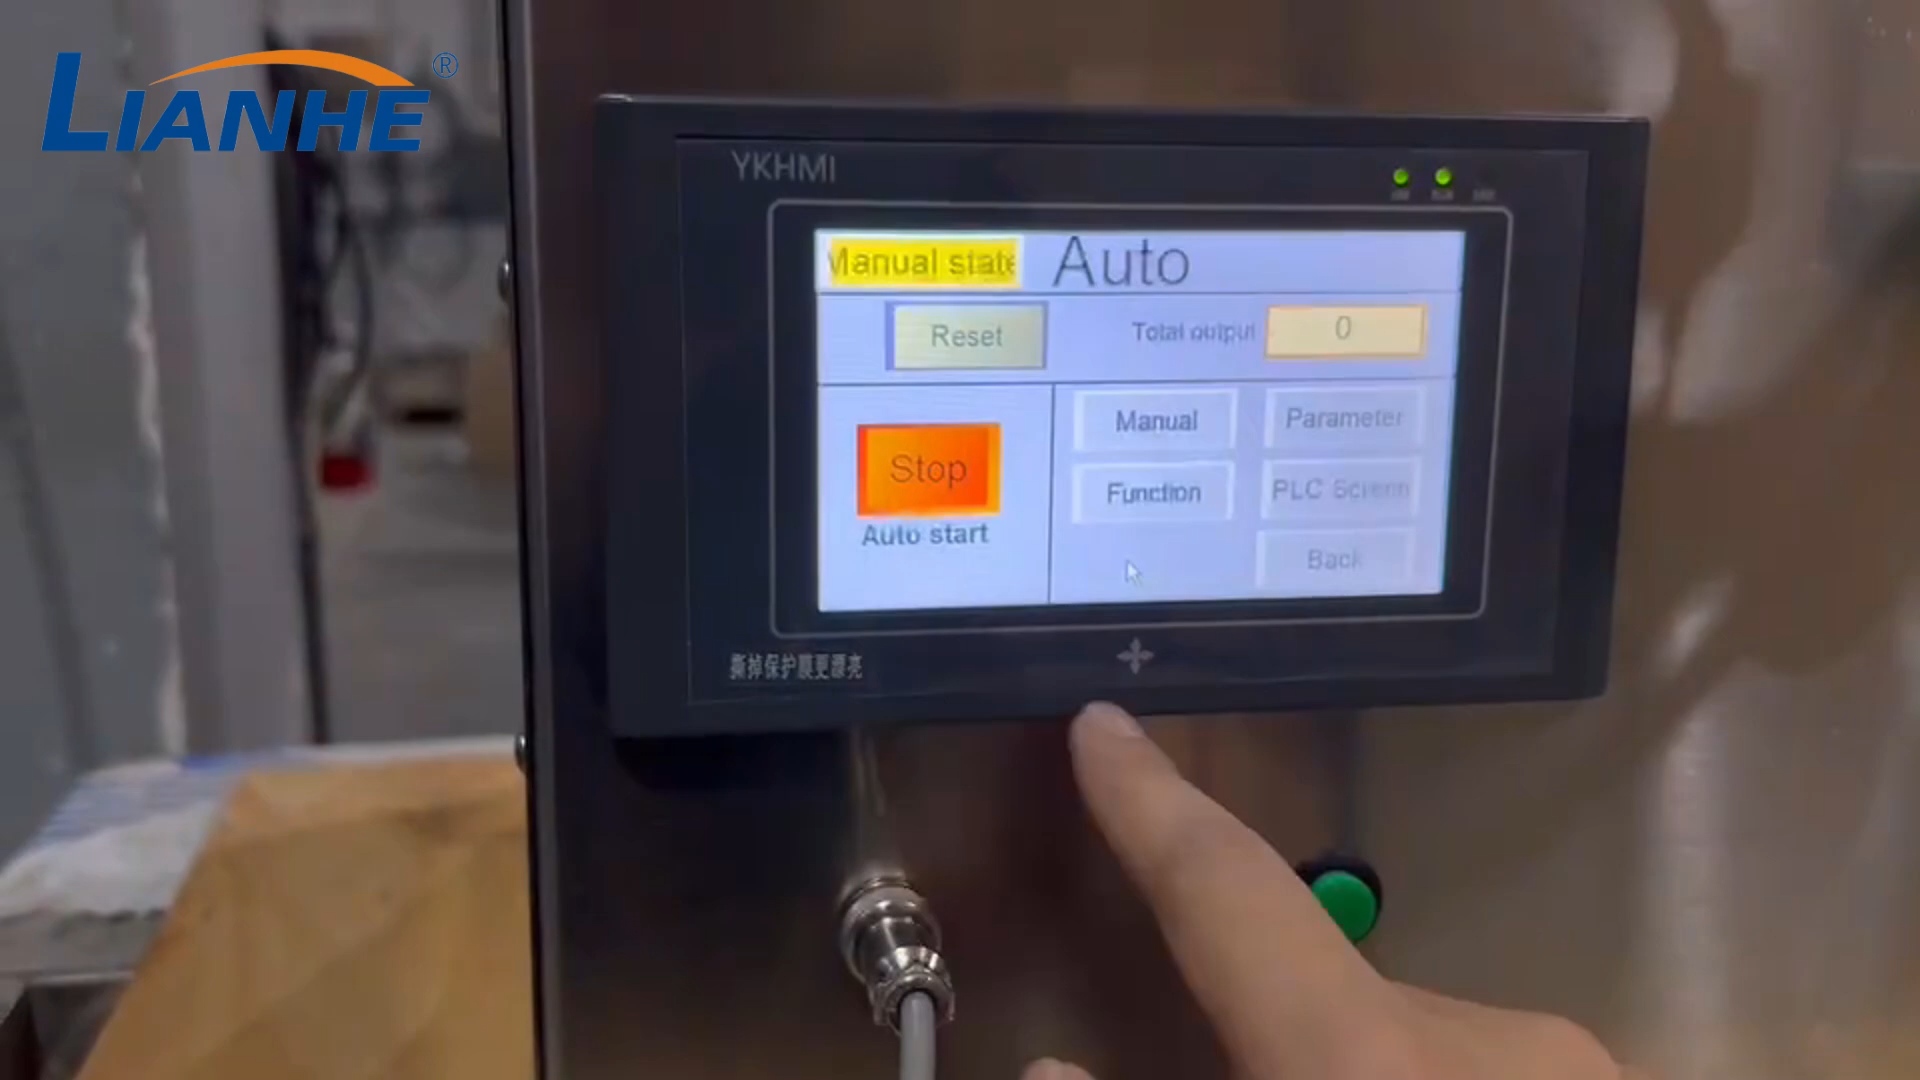 LIANHE®
YKHMI
Manual state Auto
Reset Total output 0
Manual Parameter
Stop
Function PLC Screen
Auto start
Back
撕掉保护膜更漂亮